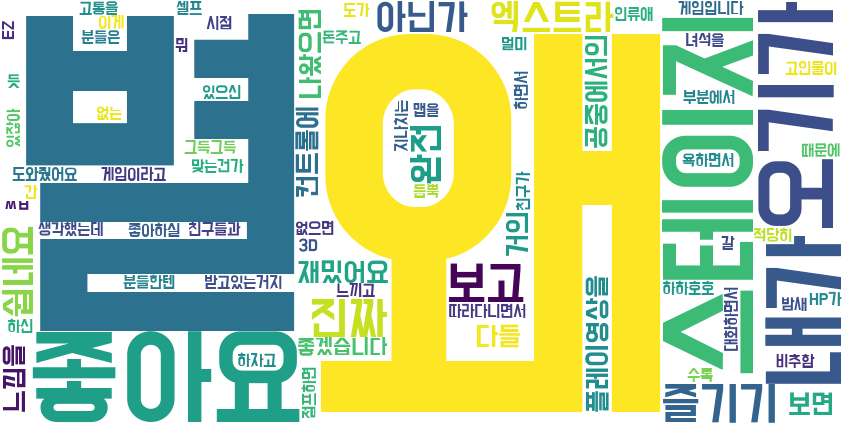 고통을
이게
분들은
셀프
시점
뭐
EZ
듯
있잖아
없는
있으신
그득그득
맞는건가
도와줬어요
게임이라고
간
ㅆㅂ
벌
생각했는데
좋아하실
친구들과
쉽네요
하신
분들한텐
받고있는거지
느낌을
좋아요
하자고
나왔으면
돈주고
도가
아닌가
엑스트라
인류애
멀미
하면서
컨트롤에
왜
지나치는
맵을
완전
듬뿍
공중에서의
친구가
거의
없으면
3D
재밌어요
느끼고
진짜
좋겠습니다
점프하면
보고
따라다니면서
다들
플레이영상을
게임입니다
녀석을
부분에서
욕하면서
스테이지
오기가
고인물이
때문에
갈
적당히
하하호호
대화하면서
내가
밤새
HP가
비추함
수록
즐기기
보면